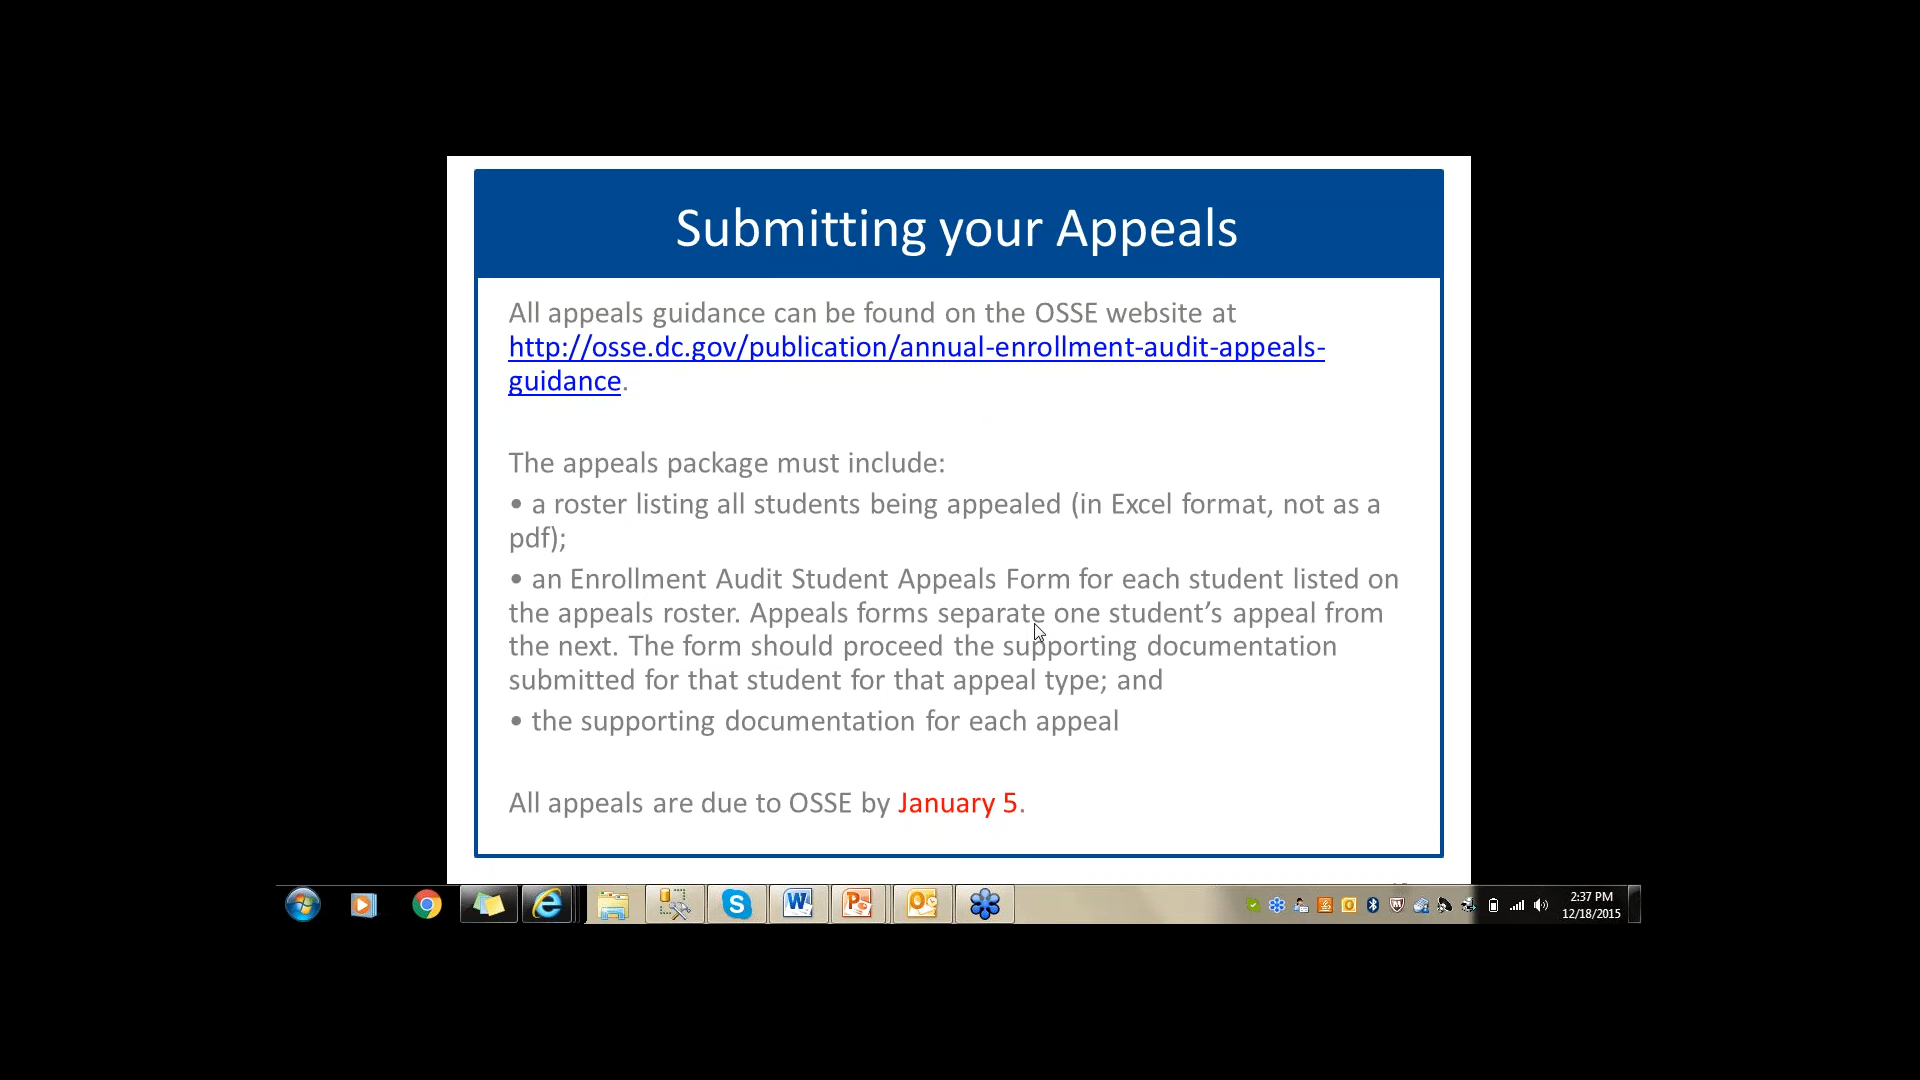 Submitting your Appeals
All appeals guidance can be found on the OSSE website at
http://osse.dc.gov/publication/annual-enrollment-audit-appeals-
guidance.
The appeals package must include:
• a roster listing all students being appealed (in Excel format, not as a
pdf);
• an Enrollment Audit Student Appeals Form for each student listed on
the appeals roster. Appeals forms separate one student’s appeal from
the next. The form should proceed the supporting documentation
submitted for that student for that appeal type; and
• the supporting documentation for each appeal
All appeals are due to OSSE by January 5.
2:37 PM
12/18/2015